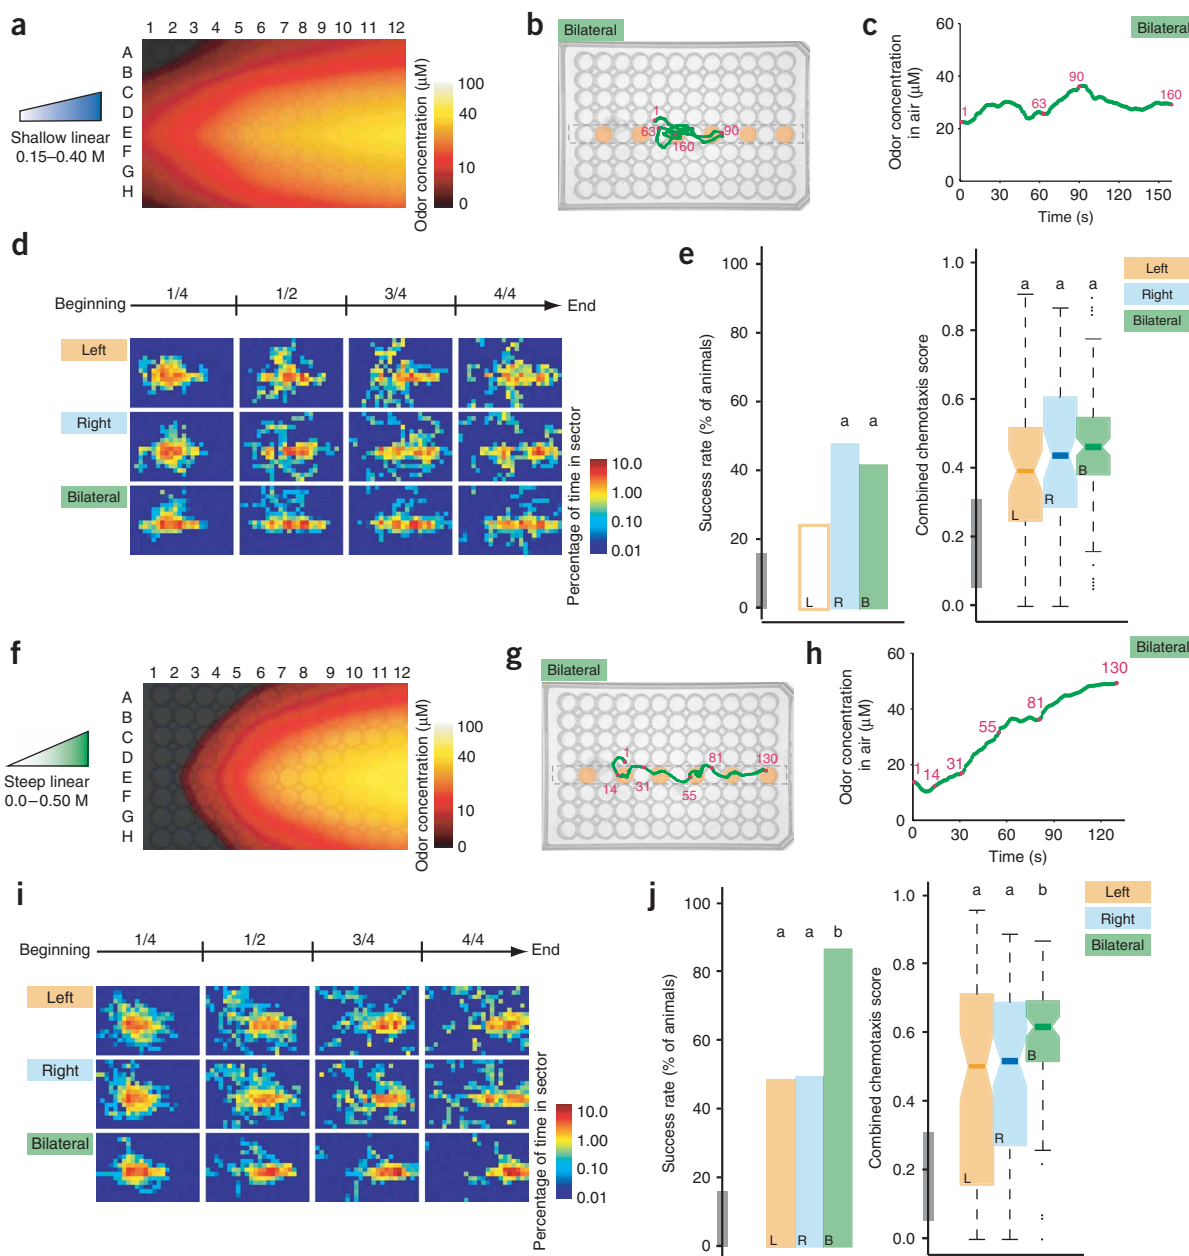 a
1 2 3 4 5 6 7 8 9 10 11 12
A
B
C
D
E
F
G
H
Shallow linear
0.15–0.40 M
Odor concentration (µM)
100
40
10
0
b
Bilateral
1
63
90
160
c
Bilateral
Odor concentration
in air (µM)
60
40
20
0
1
63
90
160
0 30 60 90 120 150
Time (s)
d
Beginning
1/4
1/2
3/4
4/4
End
Left
Right
Bilateral
Percentage of time in sector
10.0
1.00
0.10
0.01
e
Success rate (% of animals)
100
80
60
40
20
0
a a
L R B
Combined chemotaxis score
1.0
0.8
0.6
0.4
0.2
0.0
a a a
L
R
B
Left
Right
Bilateral
f
1 2 3 4 5 6 7 8 9 10 11 12
A
B
C
D
E
F
G
H
Steep linear
0.0–0.50 M
Odor concentration (µM)
100
40
10
0
g
Bilateral
1
14
31
55
81
130
h
Bilateral
Odor concentration
in air (µM)
60
40
20
0
1
14
31
55
81
130
0 30 60 90 120
Time (s)
i
Beginning
1/4
1/2
3/4
4/4
End
Left
Right
Bilateral
Percentage of time in sector
10.0
1.00
0.10
0.01
j
Success rate (% of animals)
100
80
60
40
20
0
a a b
L R B
Combined chemotaxis score
1.0
0.8
0.6
0.4
0.2
0.0
a a b
L
R
B
Left
Right
Bilateral